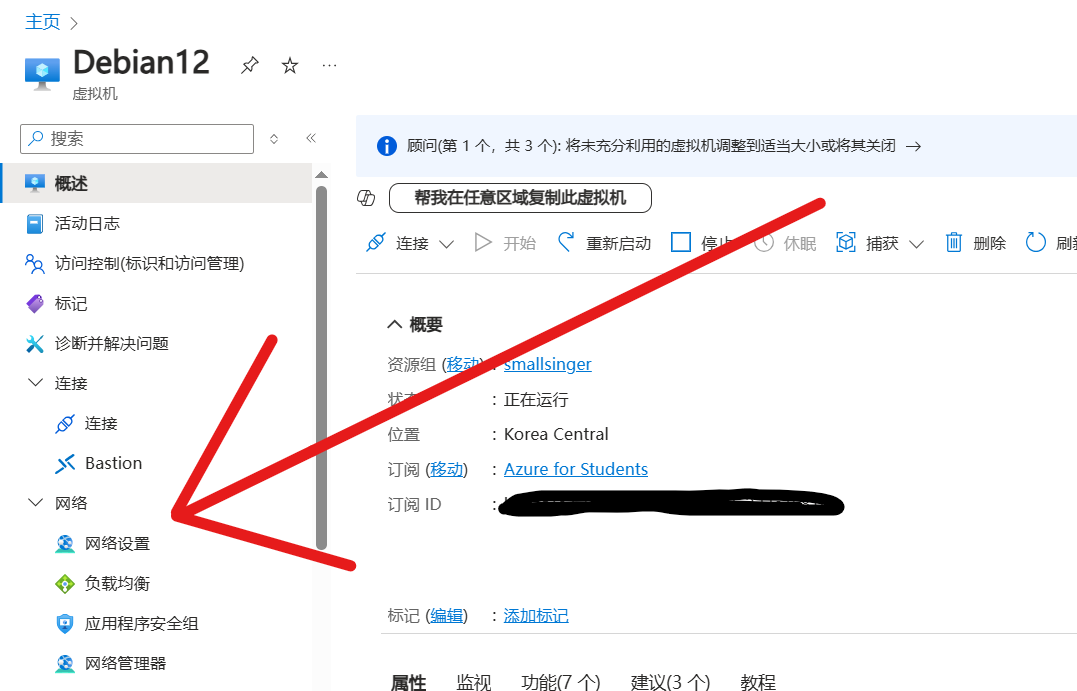 主页
Debian12
虚拟机
搜索
概述
活动日志
访问控制(标识和访问管理)
标记
诊断并解决问题
连接
连接
Bastion
网络
网络设置
负载均衡
应用程序安全组
网络管理器
顾问(第 1 个，共 3 个): 将未充分利用的虚拟机调整到适当大小或将其关闭 →
帮我在任意区域复制此虚拟机
连接 开始 重新启动 停止 休眠 捕获 删除
概要
资源组 (移动) : smallsinger
: 正在运行
位置 : Korea Central
订阅 (移动) : Azure for Students
订阅 ID :
标记 (编辑) : 添加标记
属性 监视 功能(7 个) 建议(3 个) 教程